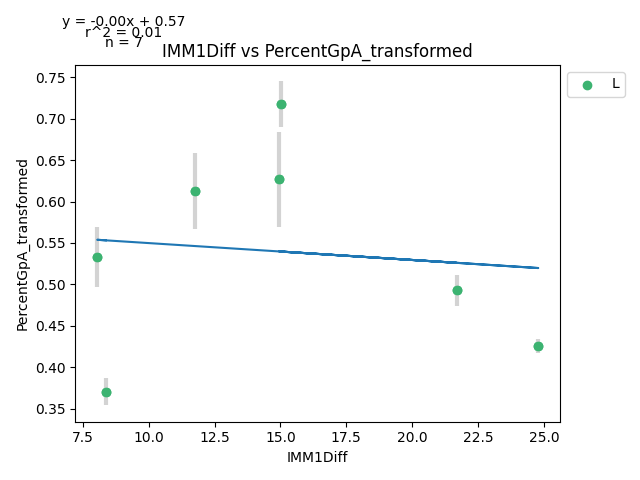 y = -0.00x + 0.57
r^2 = 0.01
n = 7
IMM1Diff vs PercentGpA_transformed
L
0.75
0.70
0.65
0.60
0.55
0.50
0.45
0.40
0.35
PercentGpA_transformed
7.5 10.0 12.5 15.0 17.5 20.0 22.5 25.0
IMM1Diff